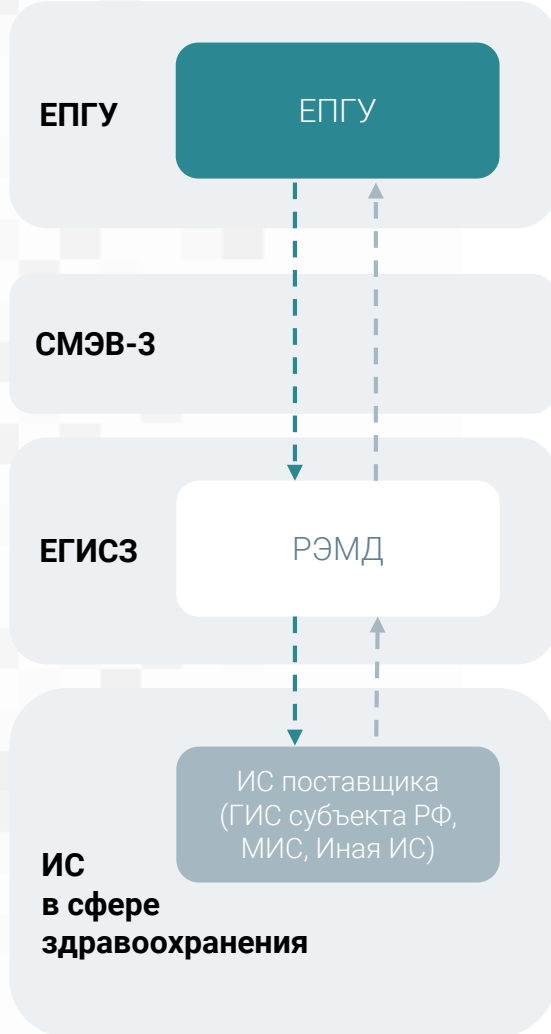 ЕПГУ
ЕПГУ
СМЭВ-3
ЕГИСЗ
РЭМД
ИС поставщика
(ГИС субъекта РФ,
МИС, Иная ИС)
ИС
в сфере
здравоохранения